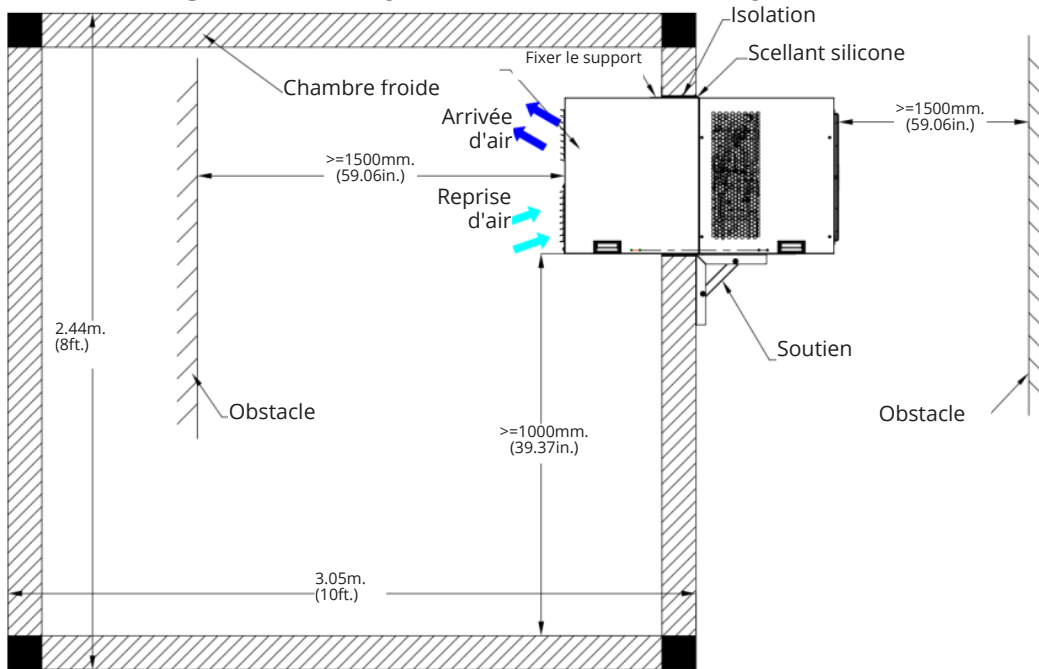 Isolation
Fixer le support
Scellant silicone
Chambre froide
Arrivée
d'air
>=1500mm.
(59.06in.)
>=1500mm.
(59.06in.)
Reprise
d'air
2.44m.
(8ft.)
Soutien
Obstacle
Obstacle
>=1000mm.
(39.37in.)
3.05m.
(10ft.)